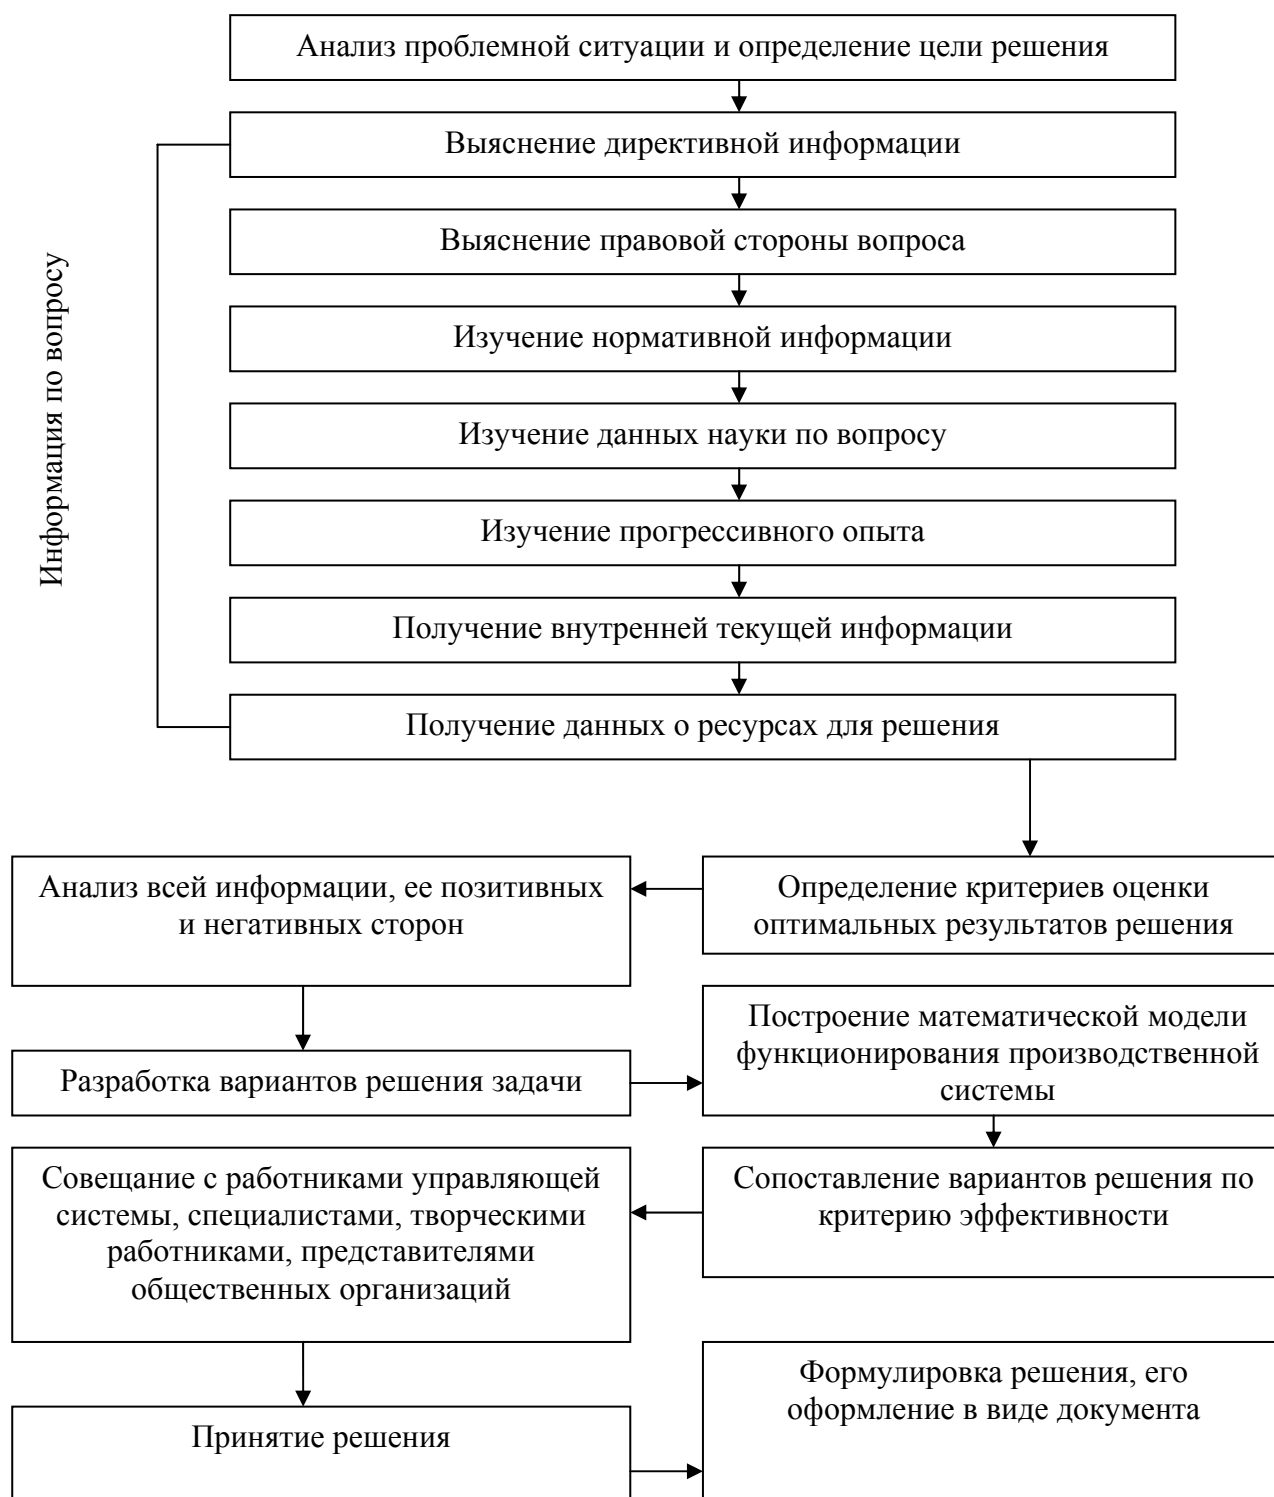 Анализ проблемной ситуации и определение цели решения
Выяснение директивной информации
Выяснение правовой стороны вопроса
Изучение нормативной информации
Изучение данных науки по вопросу
Изучение прогрессивного опыта
Получение внутренней текущей информации
Получение данных о ресурсах для решения
Информация по вопросу
Определение критериев оценки
оптимальных результатов решения
Анализ всей информации, ее позитивных
и негативных сторон
Разработка вариантов решения задачи
Построение математической модели
функционирования производственной
системы
Сопоставление вариантов решения по
критерию эффективности
Совещание с работниками управляющей
системы, специалистами, творческими
работниками, представителями
общественных организаций
Принятие решения
Формулировка решения, его
оформление в виде документа